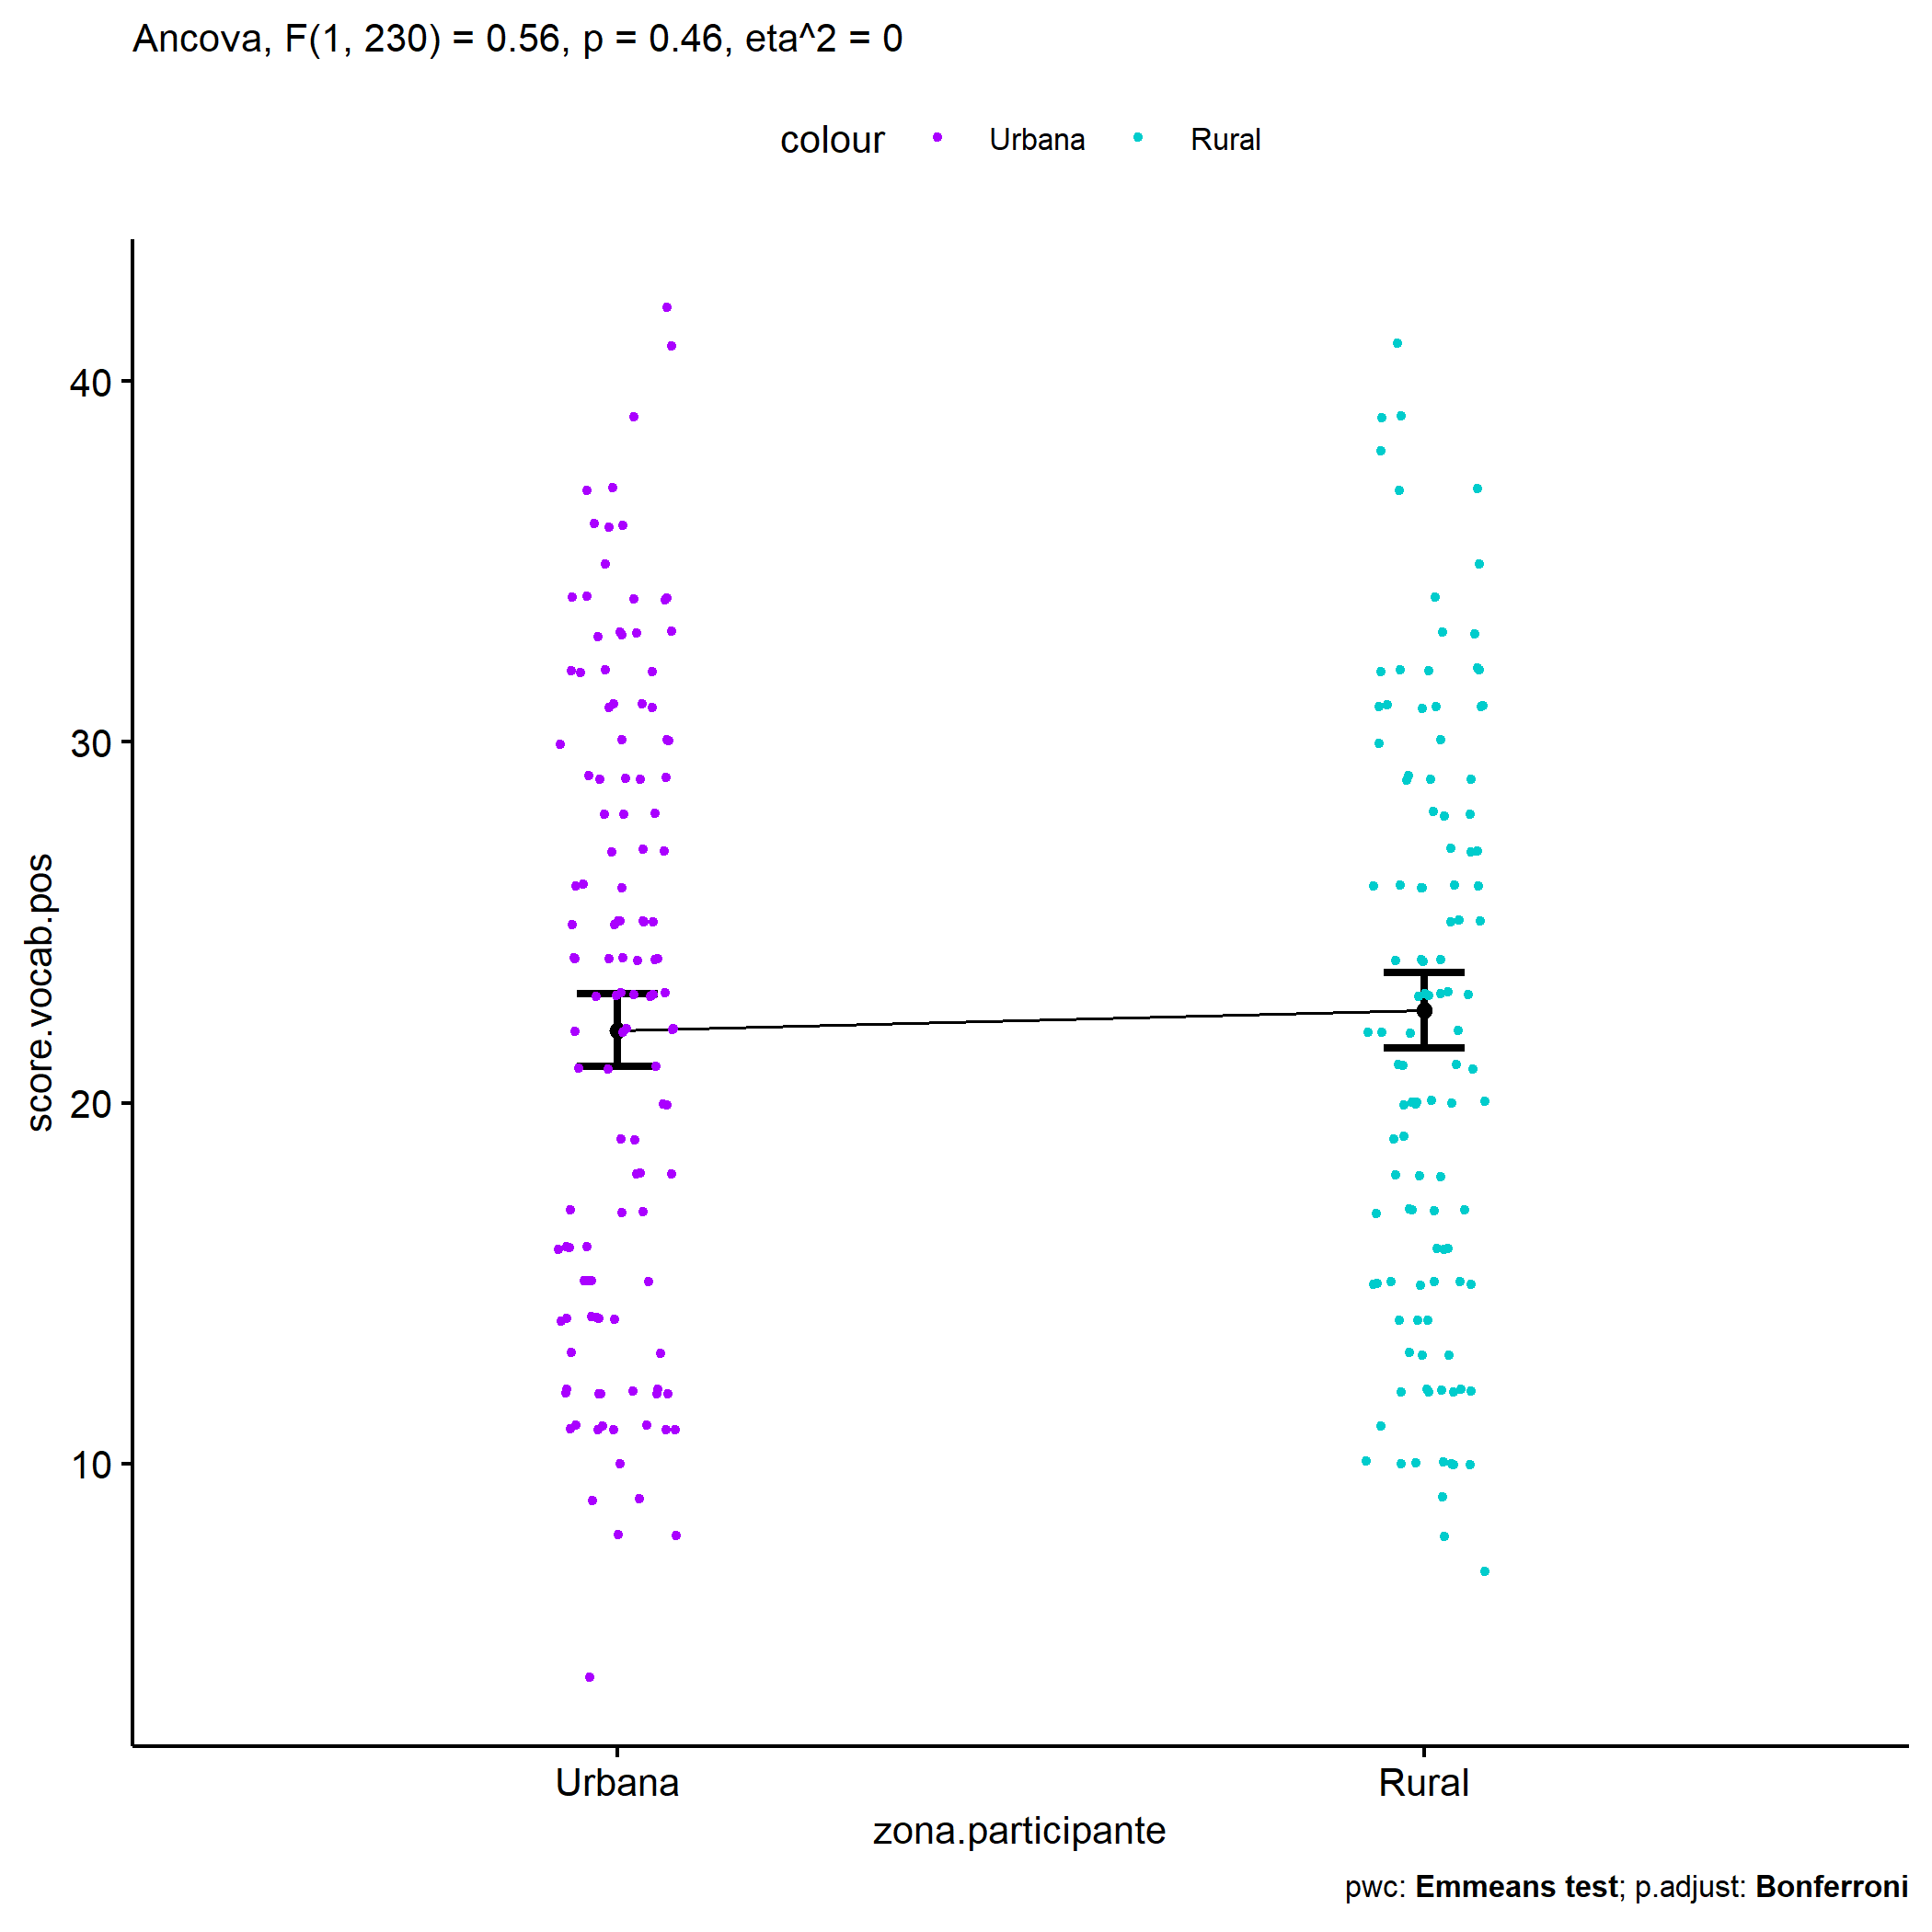 Ancova, F(1, 230) = 0.56, p = 0.46, eta^2 = 0
colour Urbana Rural
score.vocab.pos
40
30
20
10
Urbana Rural
zona.participante
pwc: Emmeans test; p.adjust: Bonferroni